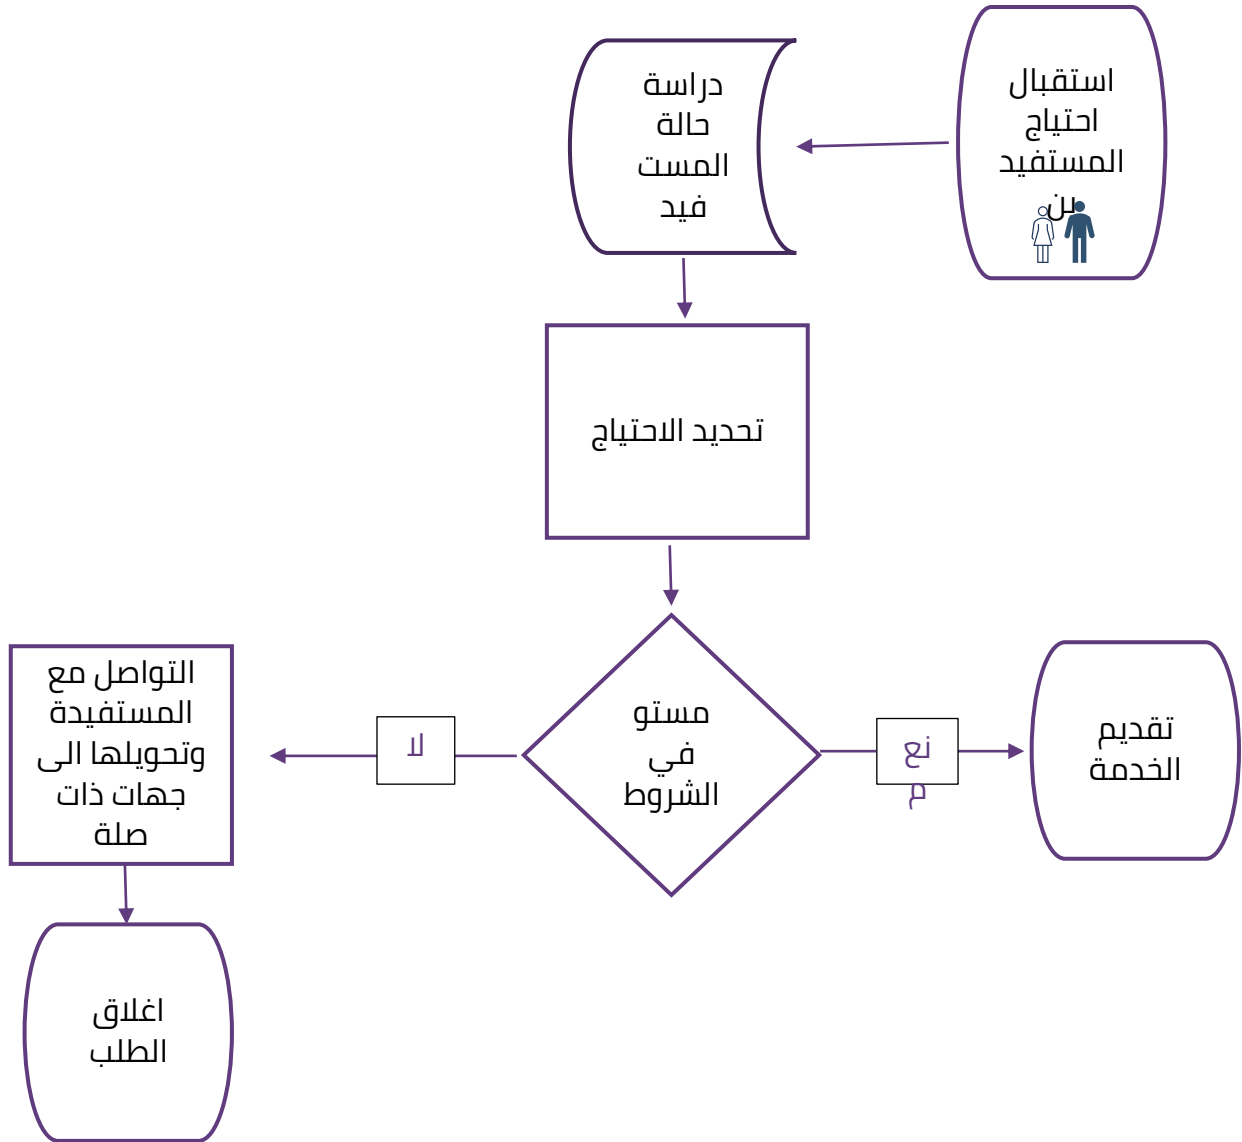 استقبال
احتياج
المستفيد
ين
دراسة
حالة
المست
فيد
تحديد الاحتياج
مستو
في
الشروط
نع
م
تقديم
الخدمة
لا
التواصل مع
المستفيدة
وتحويلها الى
جهات ذات
صلة
اغلاق
الطلب